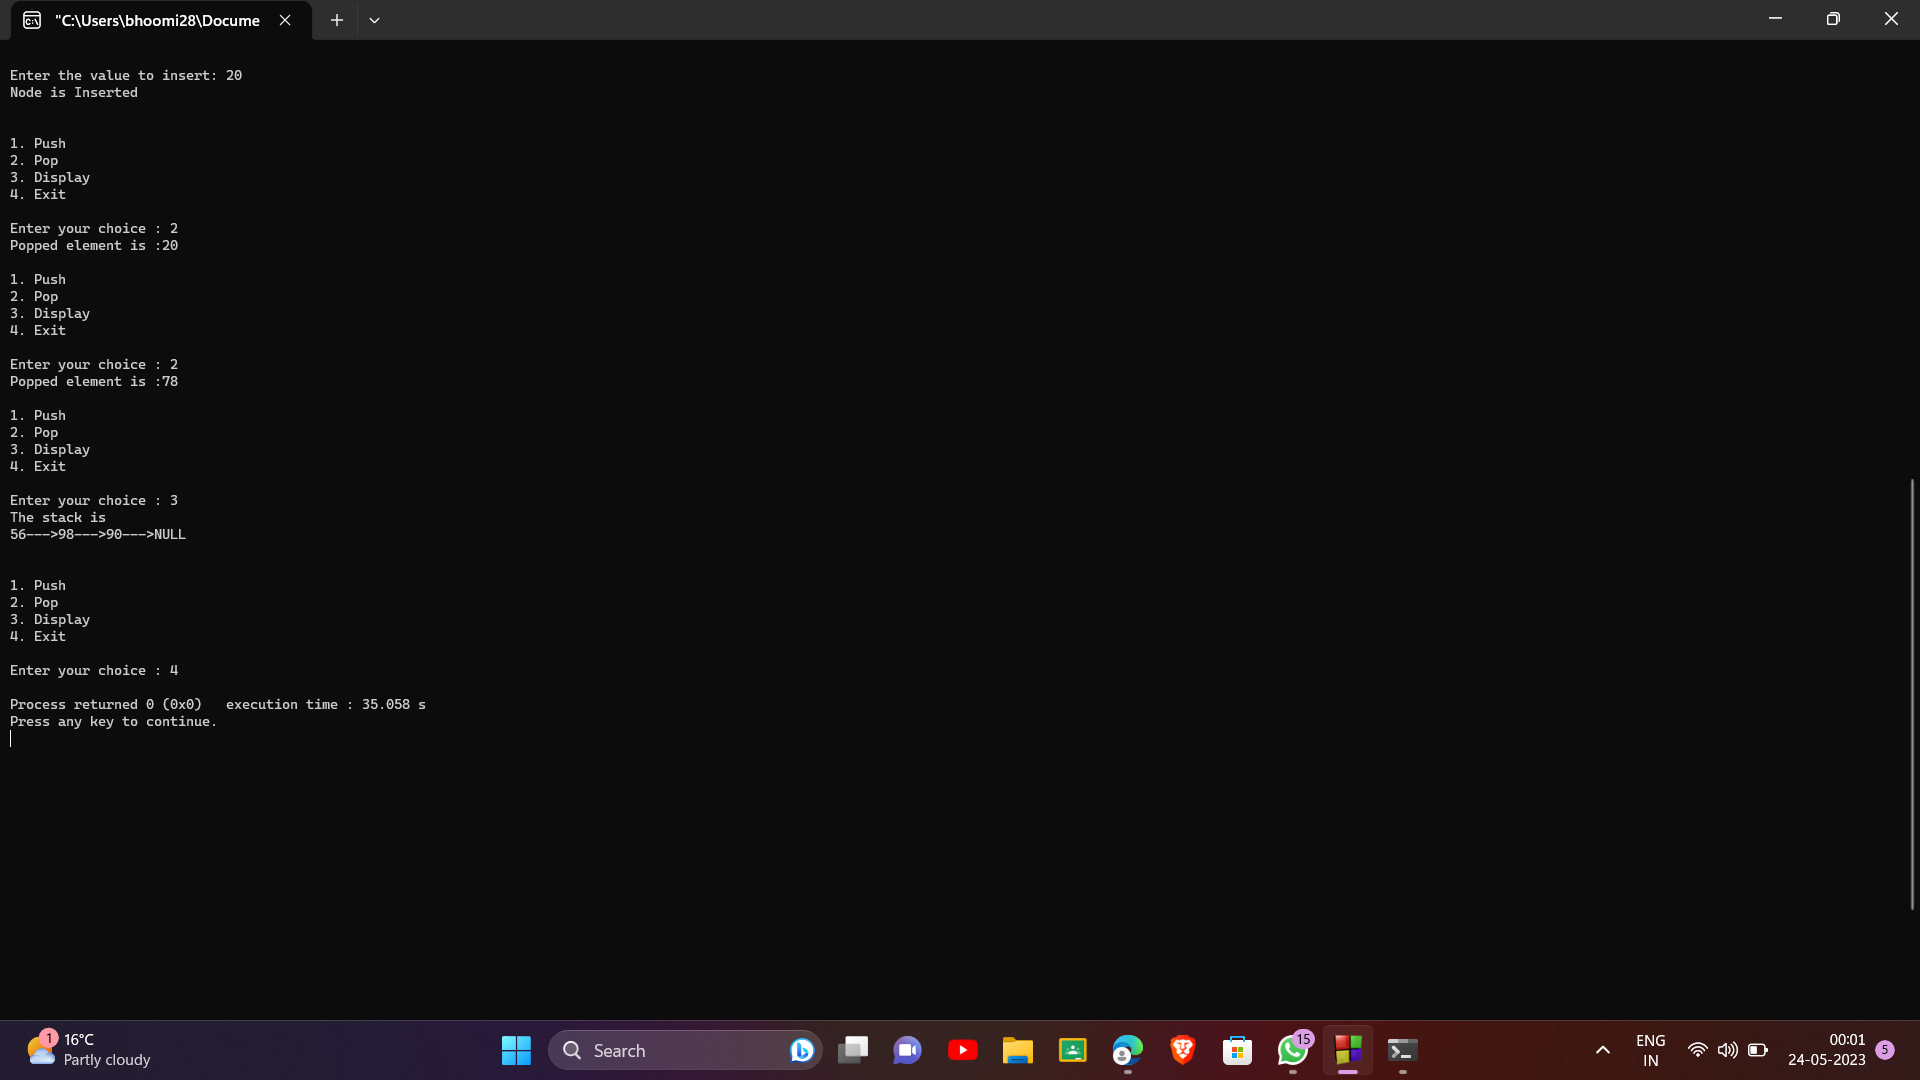 "C:\Users\bhoomi28\Docume
Enter the value to insert: 20
Node is Inserted
1. Push
2. Pop
3. Display
4. Exit
Enter your choice : 2
Popped element is :20
1. Push
2. Pop
3. Display
4. Exit
Enter your choice : 2
Popped element is :78
1. Push
2. Pop
3. Display
4. Exit
Enter your choice : 3
The stack is
56--->98--->90--->NULL
1. Push
2. Pop
3. Display
4. Exit
Enter your choice : 4
Process returned 0 (0x0)   execution time : 35.058 s
Press any key to continue.
1
16°C
Partly cloudy
Search
15
ENG
IN
00:01
24-05-2023
5